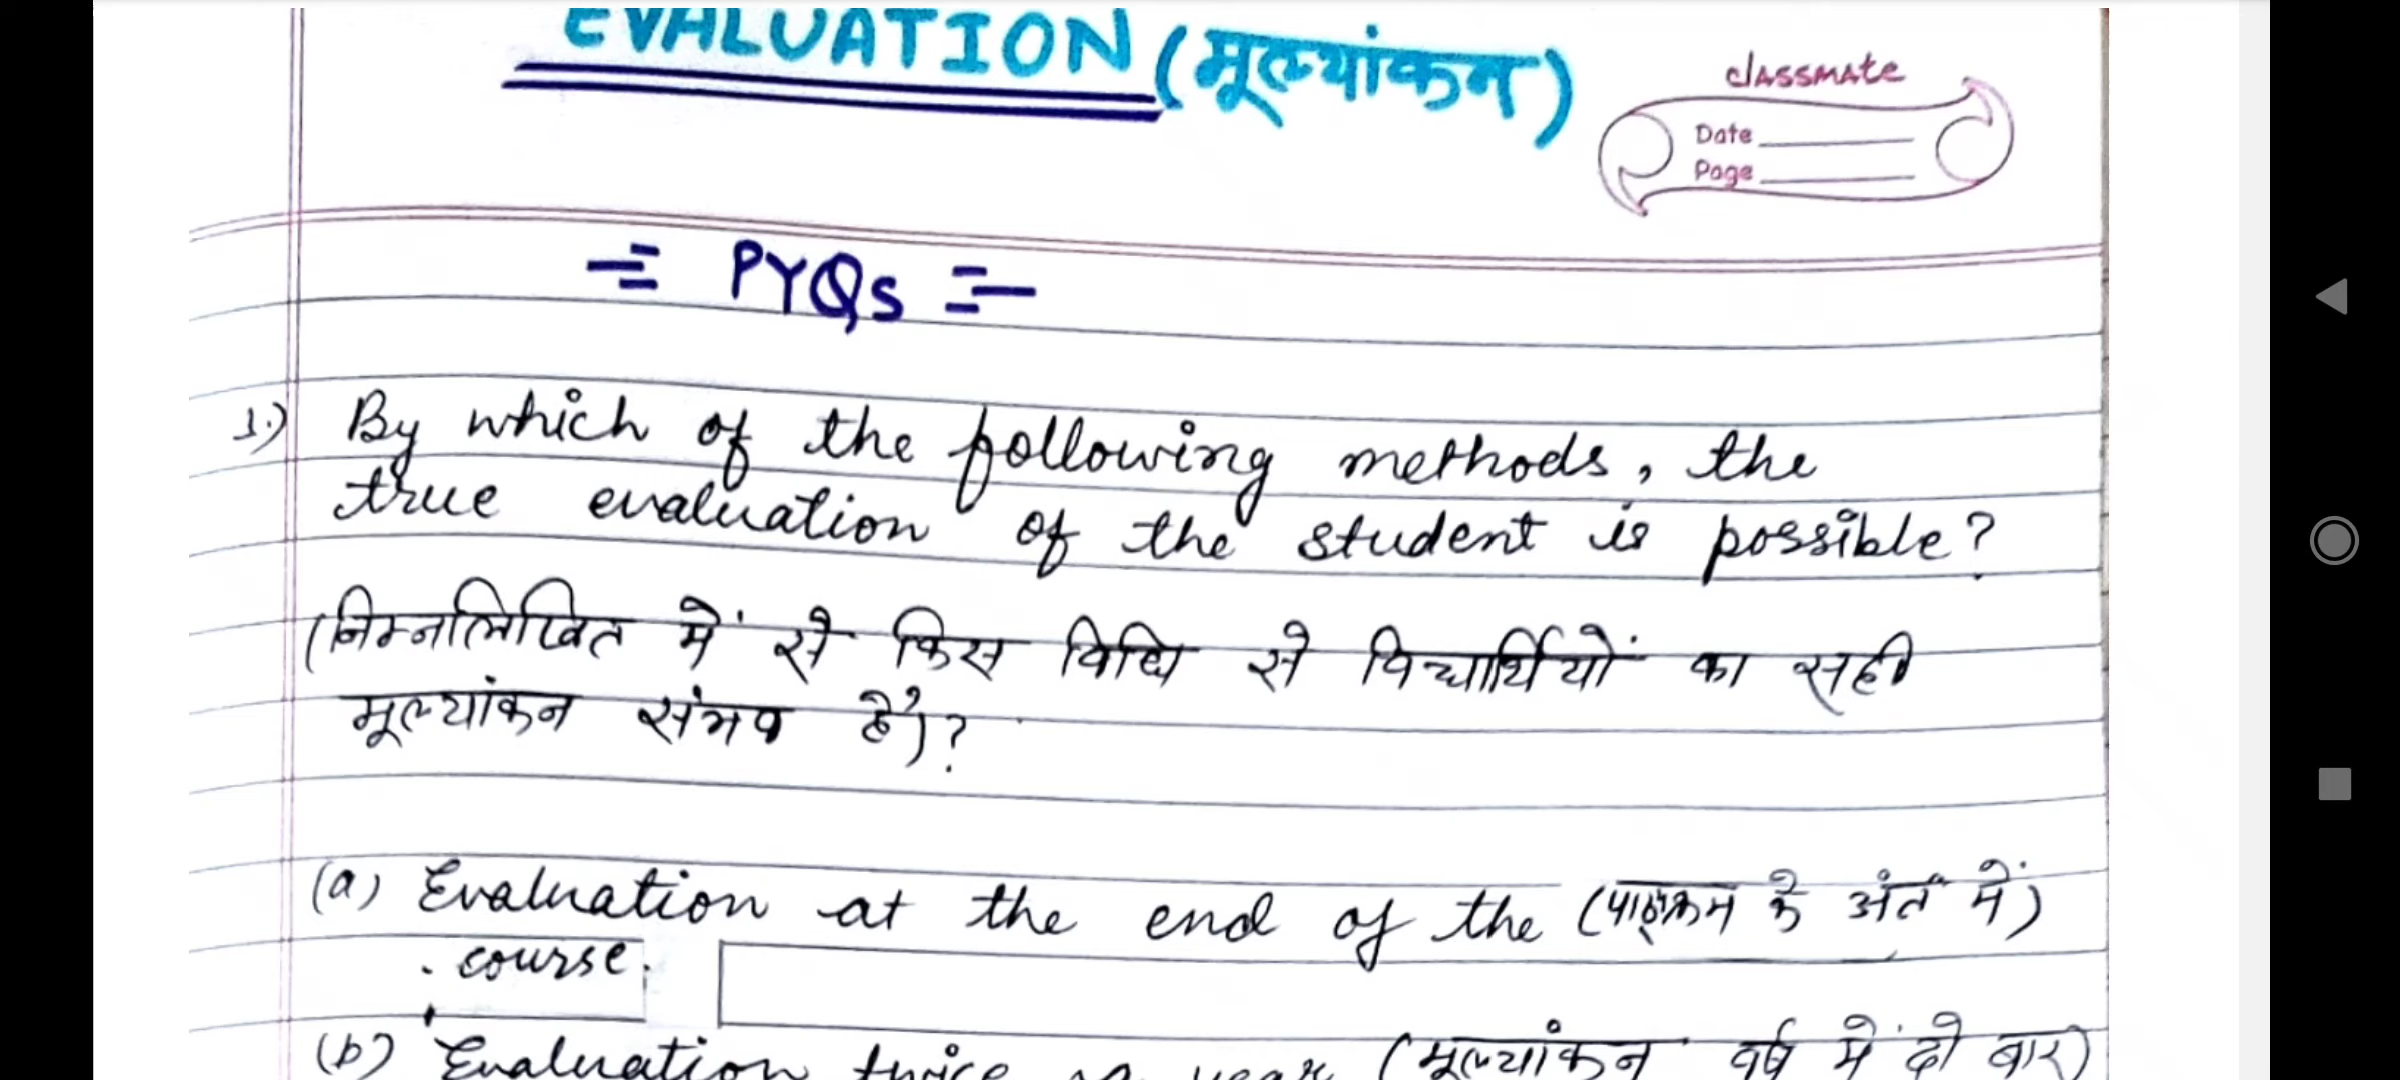 EVALUATION (मूल्यांकन)
classmate
Date
Page
PYQs
1.) By which of the following methods, the
true evaluation of the student is possible?
(निम्नलिखित में से किस विधि से विद्यार्थियों का सही
मूल्यांकन संभव है)?
(a) Evaluation at the end of the (पाठ्यक्रम के अंत में)
course.
(b) Evaluation twice a year (मूल्यांकन वर्ष में दो बार)